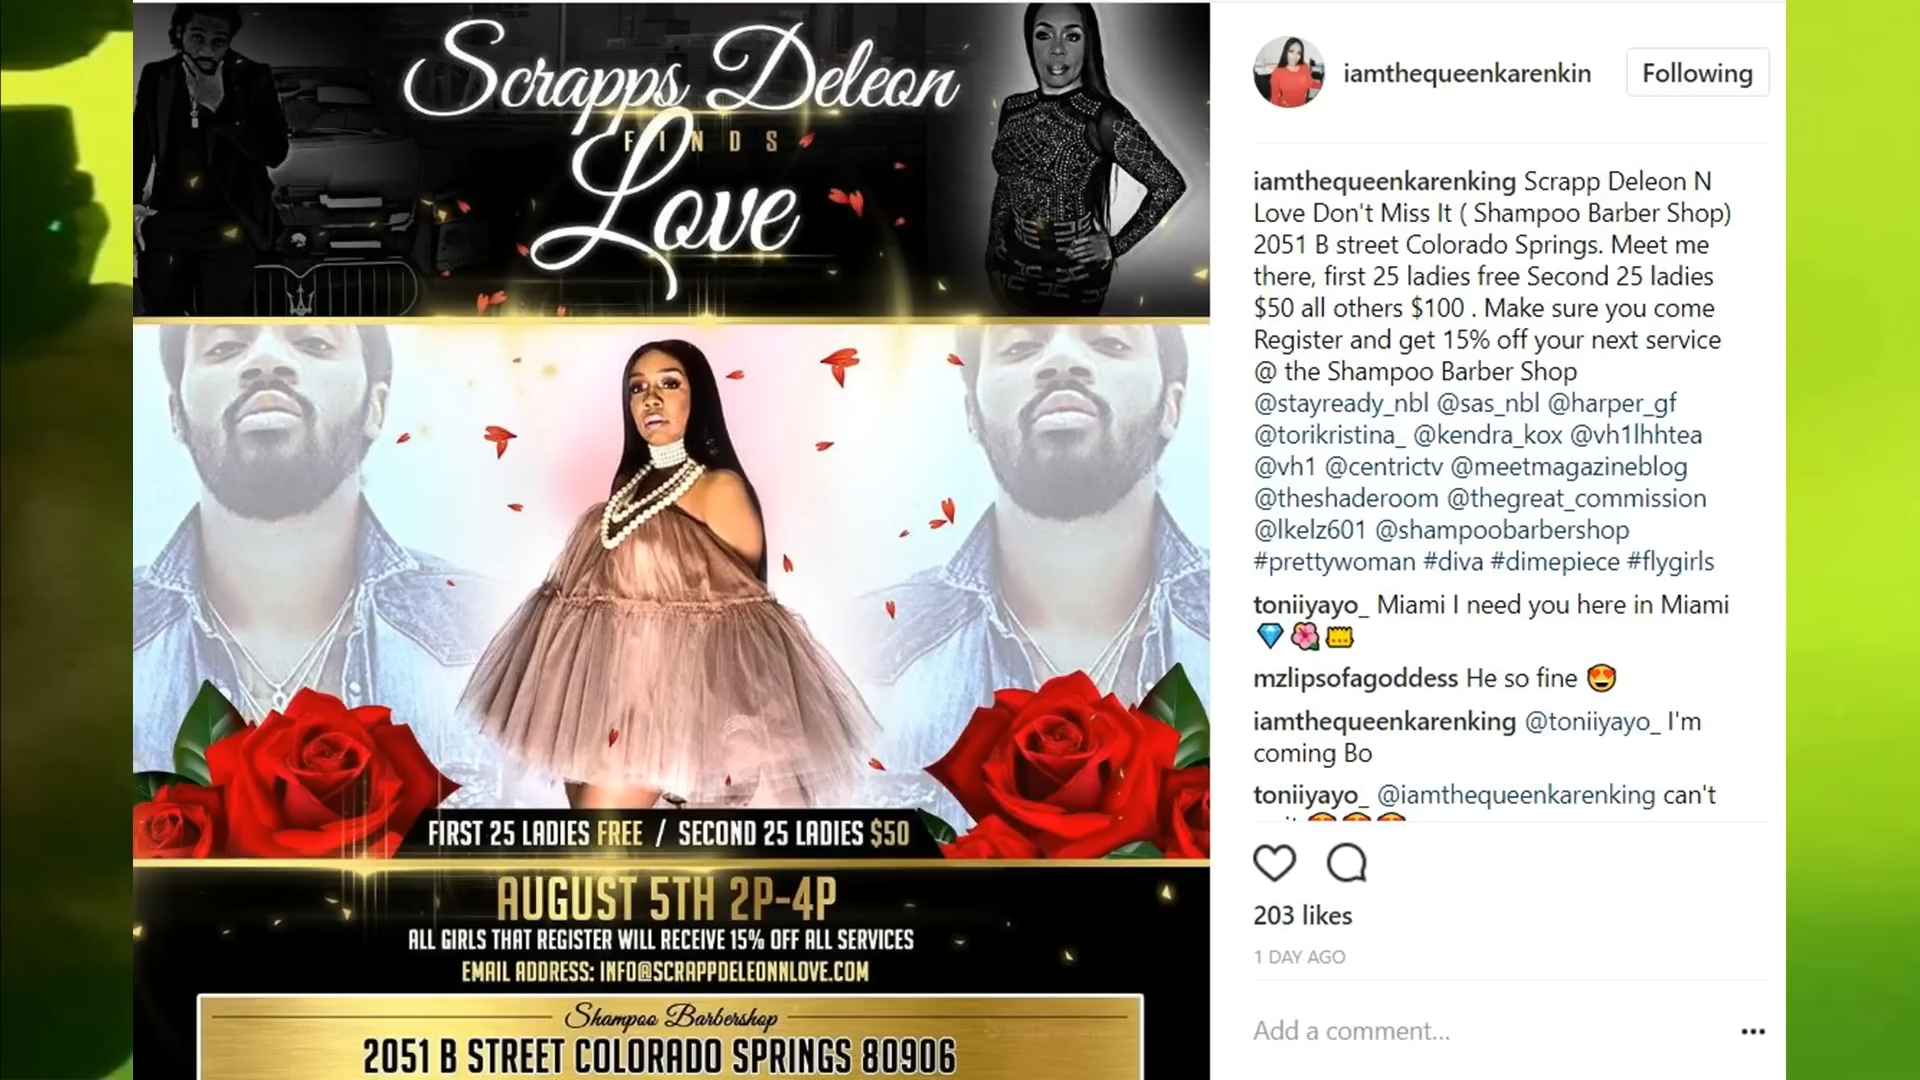 Scrapps Deleon
FINDS
Love
FIRST 25 LADIES FREE / SECOND 25 LADIES $50
AUGUST 5TH 2P-4P
ALL GIRLS THAT REGISTER WILL RECEIVE 15% OFF ALL SERVICES
EMAIL ADDRESS: INFO@SCRAPPDELEONNLOVE.COM
Shampoo Barbershop
2051 B STREET COLORADO SPRINGS 80906
iamthequeenkarenkin
Following
iamthequeenkarenking Scrapp Deleon N
Love Don't Miss It ( Shampoo Barber Shop)
2051 B street Colorado Springs. Meet me
there, first 25 ladies free Second 25 ladies
$50 all others $100 . Make sure you come
Register and get 15% off your next service
@ the Shampoo Barber Shop
@stayready_nbl @sas_nbl @harper_gf
@torikristina_ @kendra_kox @vh1lhhtea
@vh1 @centrictv @meetmagazineblog
@theshaderoom @thegreat_commission
@lkelz601 @shampoobarbershop
#prettywoman #diva #dimepiece #flygirls
toniiyayo_ Miami I need you here in Miami
💎🌺👑
mzlipsofagoddess He so fine 😍
iamthequeenkarenking @toniiyayo_ I'm
coming Bo
toniiyayo_ @iamthequeenkarenking can't
203 likes
1 DAY AGO
Add a comment...